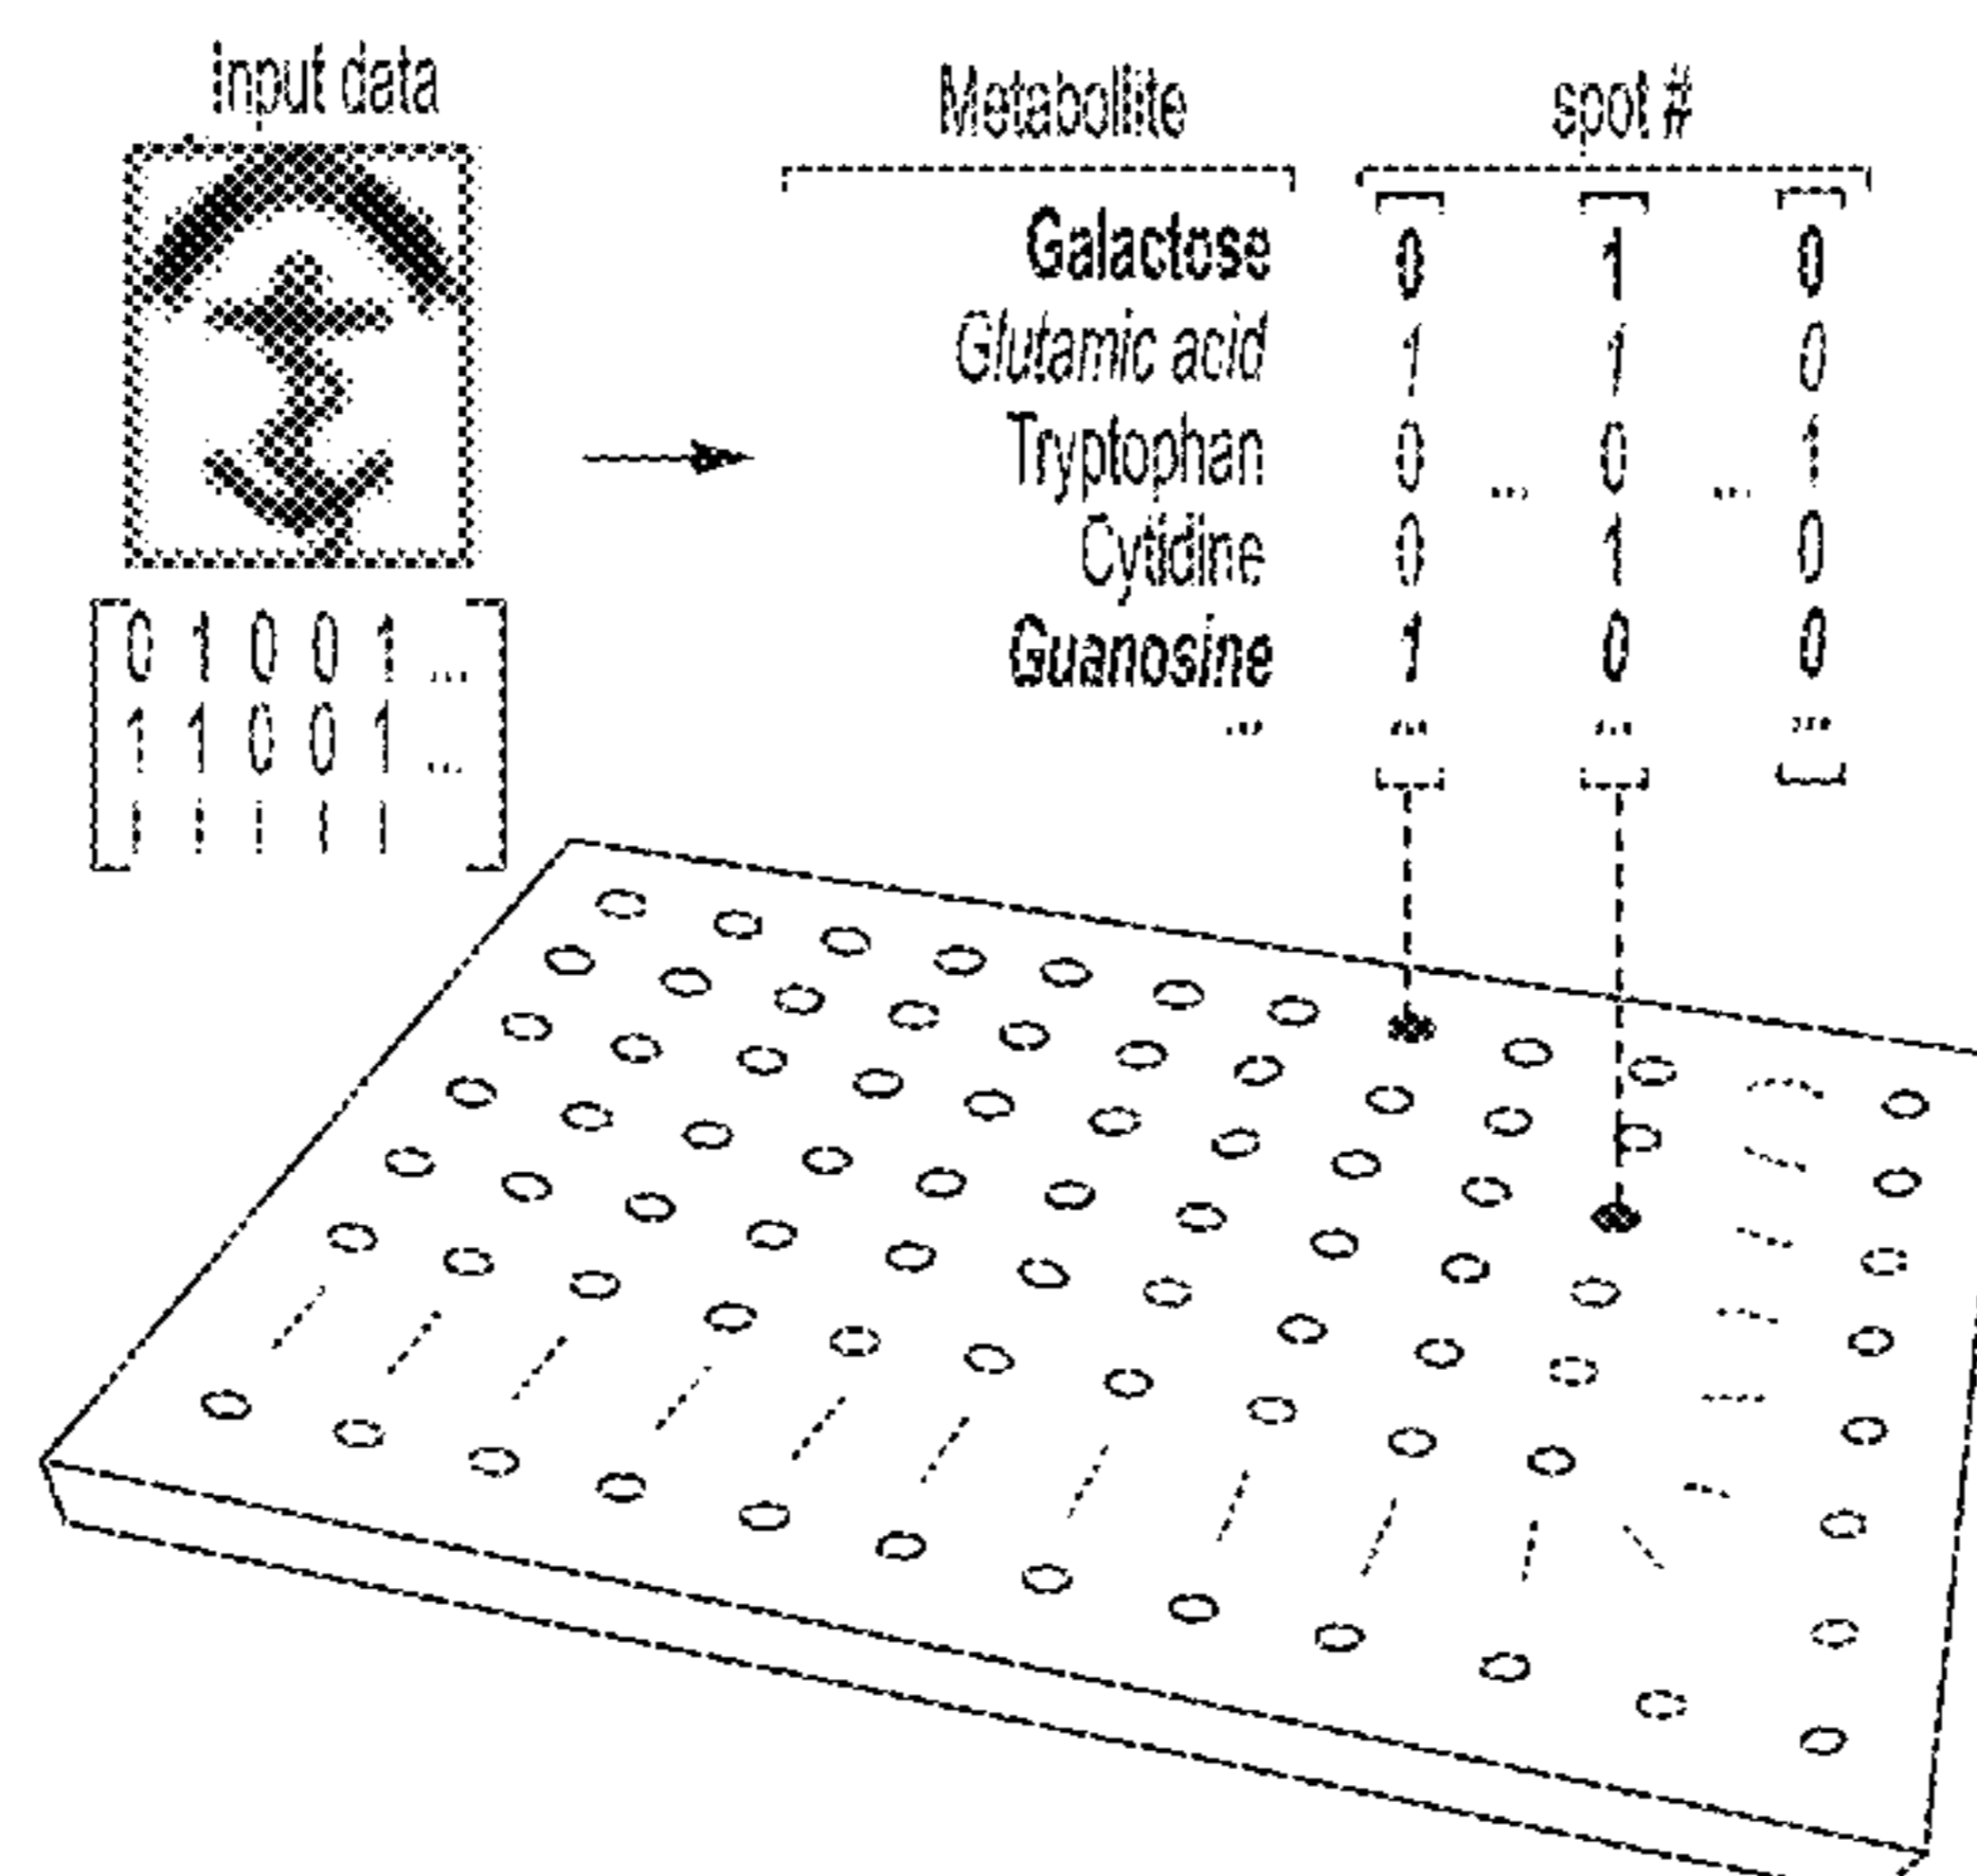 Input data
0 1 0 0 1 ...
1 1 0 0 1 ...
Metabollite spot #
Galactose 0 1 0
Glutamic acid 1 1 0
Tryptophan 0 ... 0 ... 1
Cytidine 0 1 0
Guanosine 1 0 0
... ... ... ...